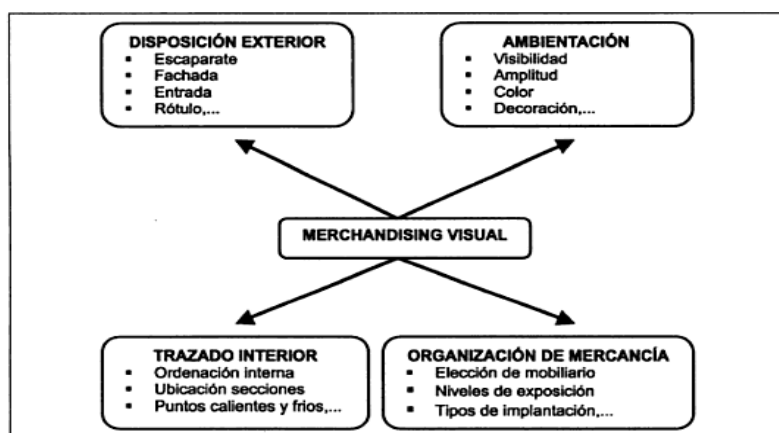 DISPOSICIÓN EXTERIOR
▪ Escaparate
▪ Fachada
▪ Entrada
▪ Rótulo,...
AMBIENTACIÓN
▪ Visibilidad
▪ Amplitud
▪ Color
▪ Decoración,...
MERCHANDISING VISUAL
TRAZADO INTERIOR
▪ Ordenación interna
▪ Ubicación secciones
▪ Puntos calientes y frios,...
ORGANIZACIÓN DE MERCANCÍA
▪ Elección de mobiliario
▪ Niveles de exposición
▪ Tipos de implantación,...